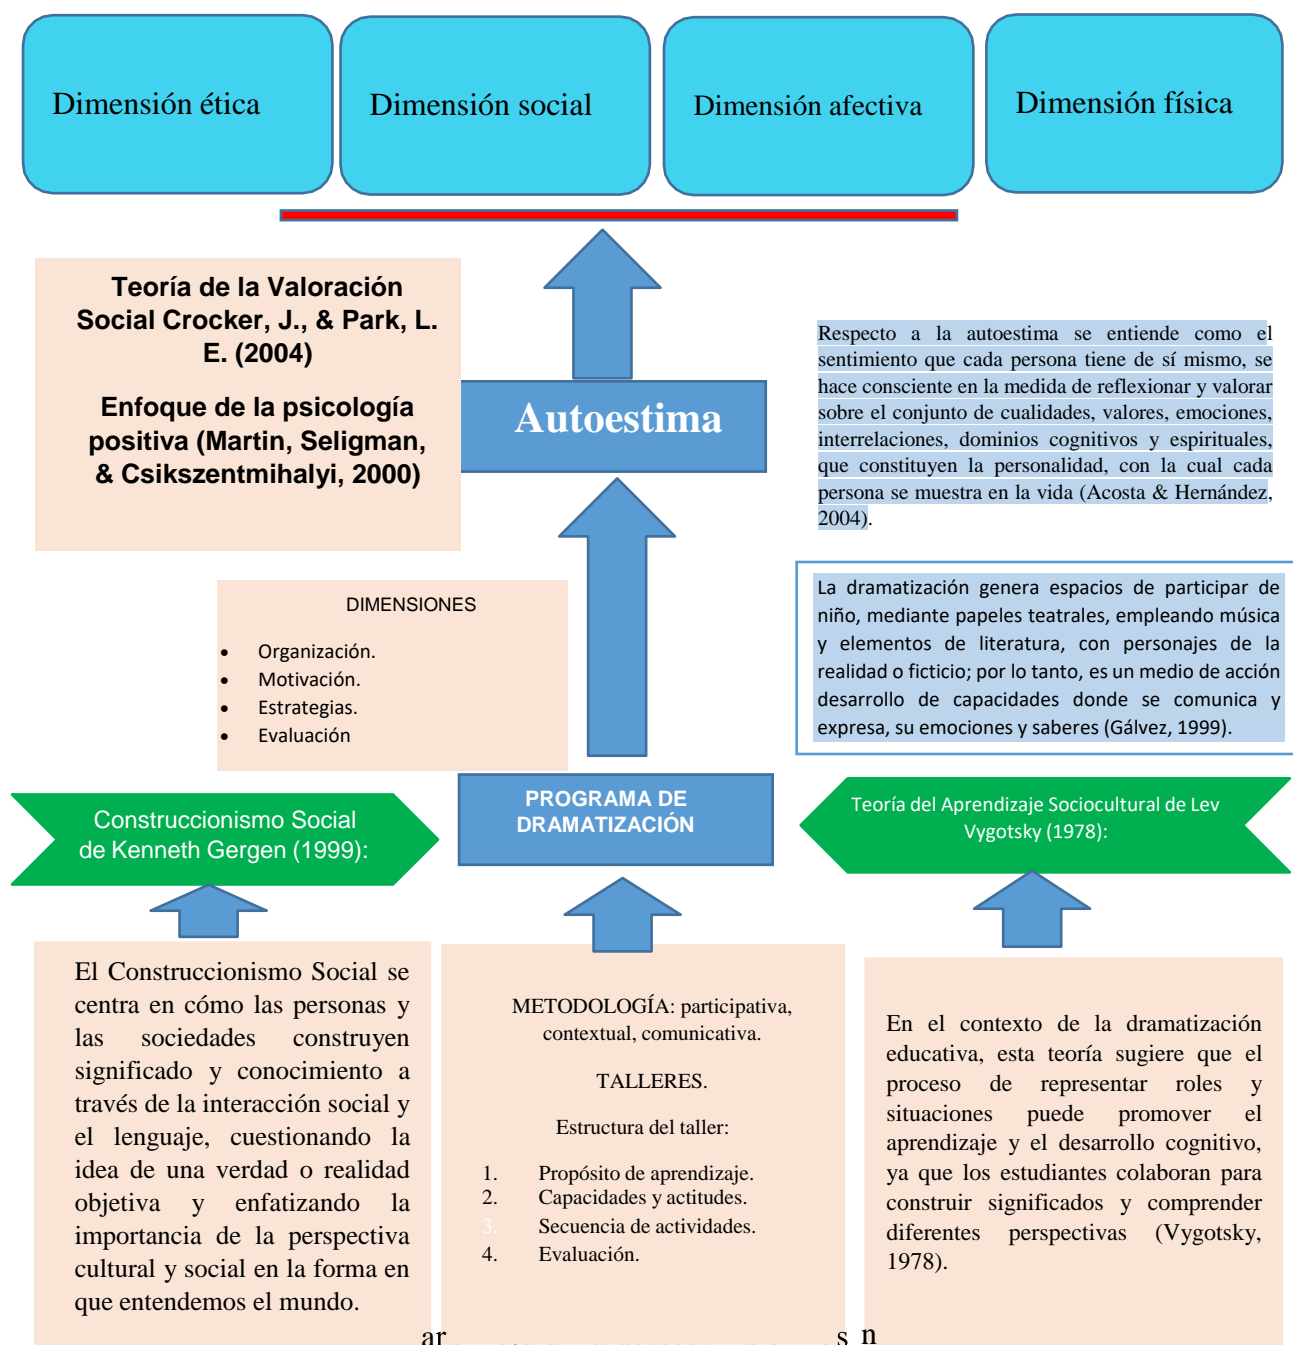 Dimensión ética
Dimensión social
Dimensión afectiva
Dimensión física
Teoría de la Valoración
Social Crocker, J., & Park, L.
E. (2004)
Enfoque de la psicología
positiva (Martin, Seligman,
& Csikszentmihalyi, 2000)
Autoestima
Respecto a la autoestima se entiende como el
sentimiento que cada persona tiene de sí mismo, se
hace consciente en la medida de reflexionar y valorar
sobre el conjunto de cualidades, valores, emociones,
interrelaciones, dominios cognitivos y espirituales,
que constituyen la personalidad, con la cual cada
persona se muestra en la vida (Acosta & Hernández,
2004).
DIMENSIONES
• Organización.
• Motivación.
• Estrategias.
• Evaluación
La dramatización genera espacios de participar de
niño, mediante papeles teatrales, empleando música
y elementos de literatura, con personajes de la
realidad o ficticio; por lo tanto, es un medio de acción
desarrollo de capacidades donde se comunica y
expresa, su emociones y saberes (Gálvez, 1999).
Construccionismo Social
de Kenneth Gergen (1999):
PROGRAMA DE
DRAMATIZACIÓN
Teoría del Aprendizaje Sociocultural de Lev
Vygotsky (1978):
El Construccionismo Social se
centra en cómo las personas y
las sociedades construyen
significado y conocimiento a
través de la interacción social y
el lenguaje, cuestionando la
idea de una verdad o realidad
objetiva y enfatizando la
importancia de la perspectiva
cultural y social en la forma en
que entendemos el mundo.
METODOLOGÍA: participativa,
contextual, comunicativa.
TALLERES.
Estructura del taller:
1. Propósito de aprendizaje.
2. Capacidades y actitudes.
3. Secuencia de actividades.
4. Evaluación.
En el contexto de la dramatización
educativa, esta teoría sugiere que el
proceso de representar roles y
situaciones puede promover el
aprendizaje y el desarrollo cognitivo,
ya que los estudiantes colaboran para
construir significados y comprender
diferentes perspectivas (Vygotsky,
1978).